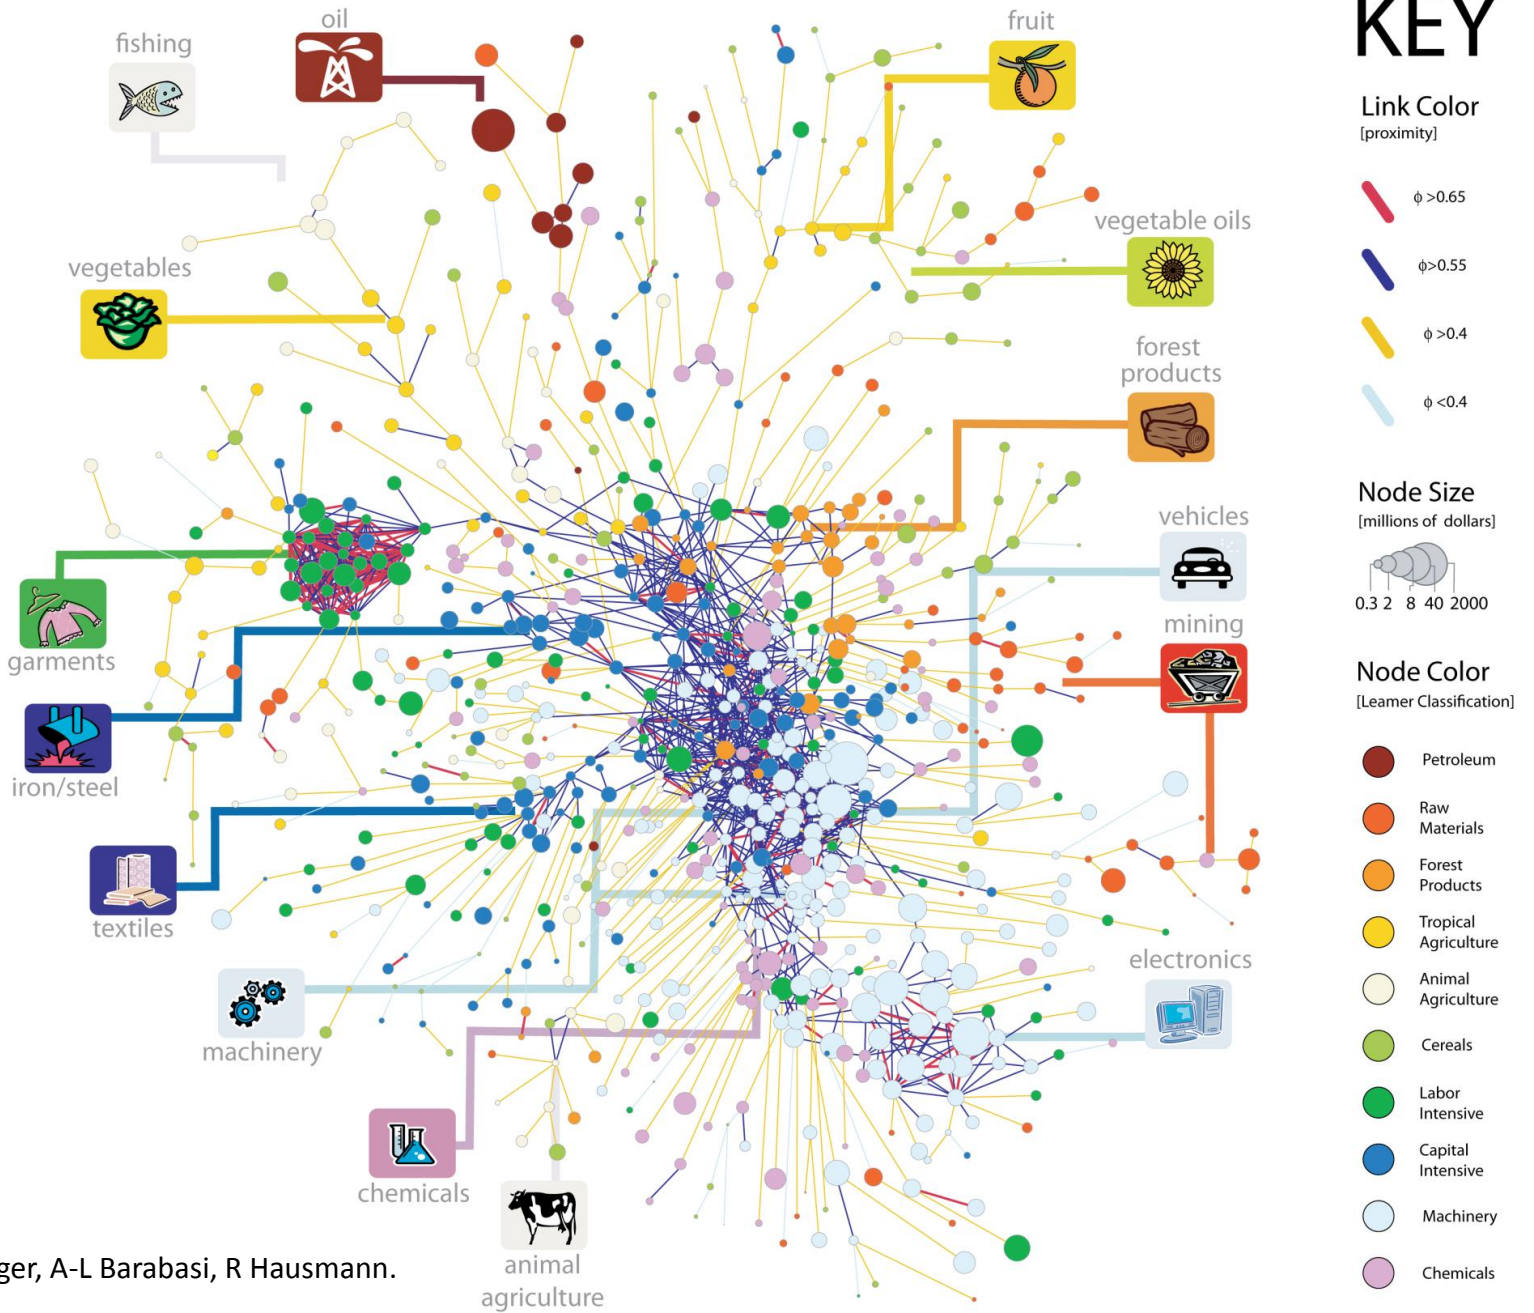 oil
fishing
fruit
vegetable oils
vegetables
forest
products
vehicles
mining
garments
iron/steel
textiles
electronics
machinery
chemicals
animal
agriculture
ger, A-L Barabasi, R Hausmann.
KEY
Link Color
[proximity]
ϕ >0.65
ϕ>0.55
ϕ >0.4
ϕ <0.4
Node Size
[millions of dollars]
0.3 2 8 40 2000
Node Color
[Leamer Classification]
Petroleum
Raw
Materials
Forest
Products
Tropical
Agriculture
Animal
Agriculture
Cereals
Labor
Intensive
Capital
Intensive
Machinery
Chemicals